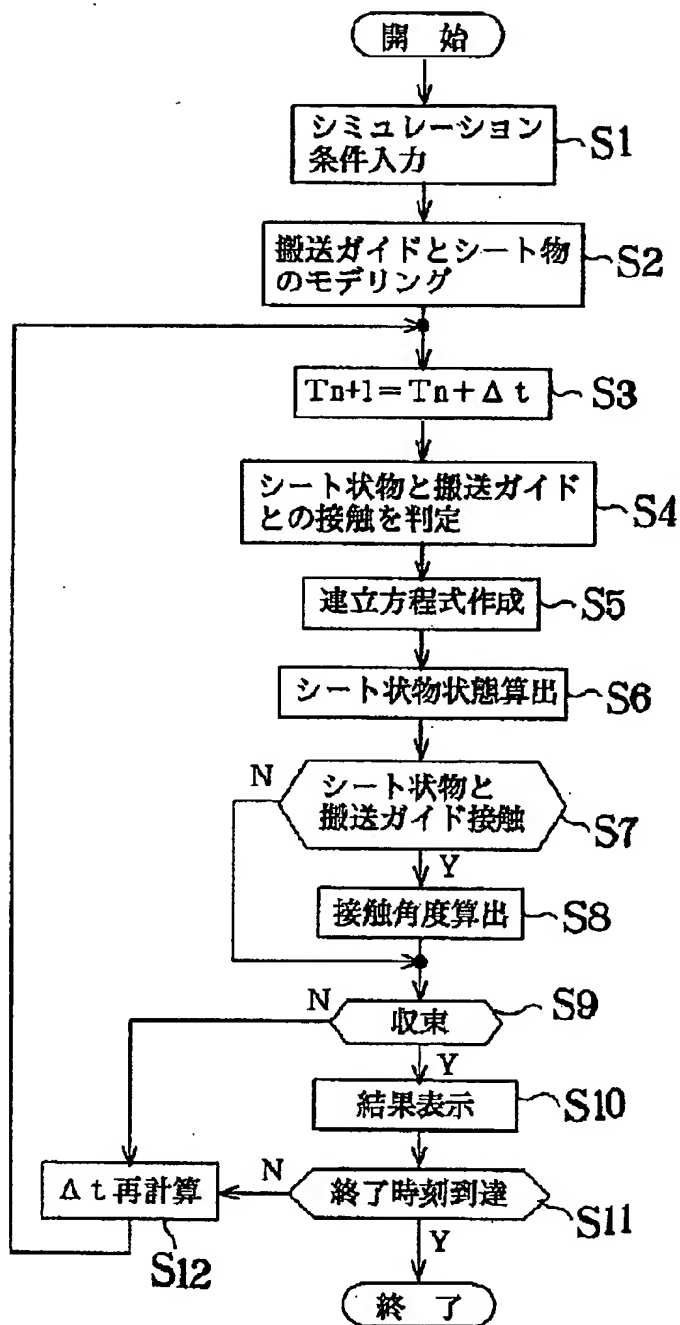 開 始
シミュレーション
条件入力
S1
搬送ガイドとシート物
のモデリング
S2
Tn+1=Tn+Δt
S3
シート状物と搬送ガイド
との接触を判定
S4
連立方程式作成
S5
シート状物状態算出
S6
N
シート状物と
搬送ガイド接触
S7
Y
接触角度算出
S8
N
収束
S9
Y
結果表示
S10
Δt再計算
S12
N
終了時刻到達
S11
Y
終 了